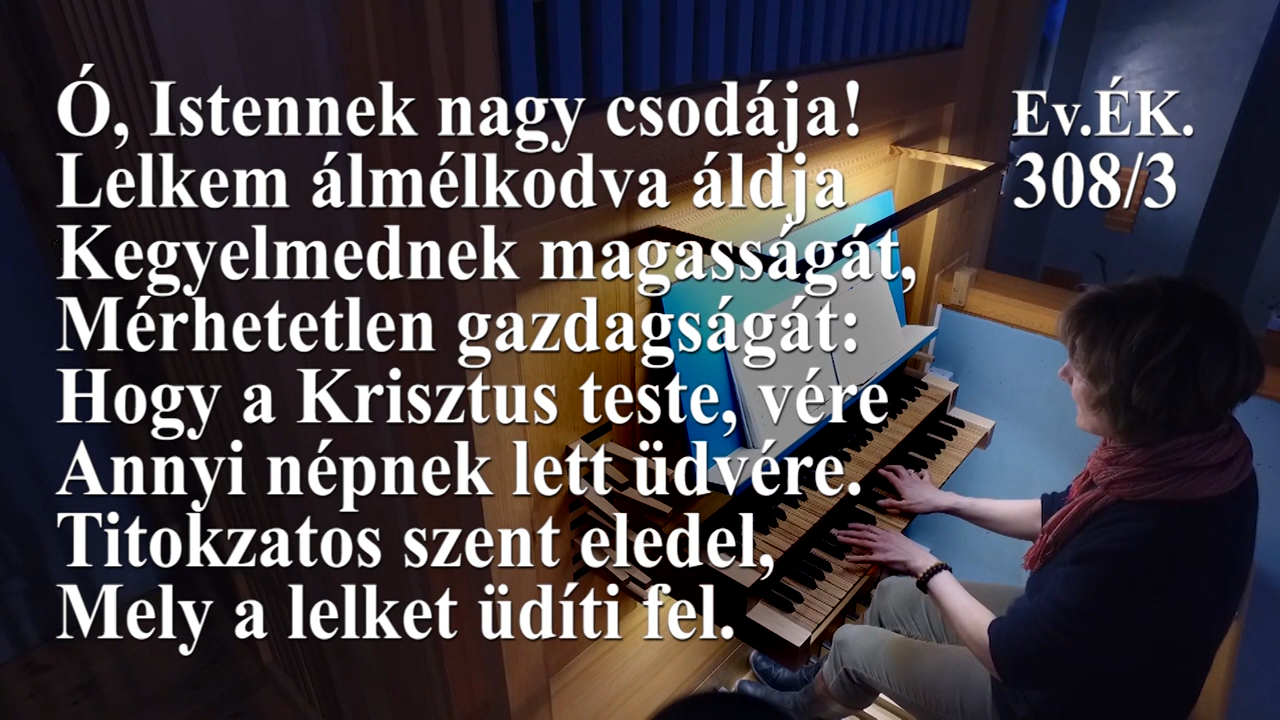 Ó, Istennek nagy csodája!
Lelkem álmélkodva áldja
Kegyelmednek magasságát,
Mérhetetlen gazdagságát:
Hogy a Krisztus teste, vére
Annyi népnek lett üdvére.
Titokzatos szent eledel,
Mely a lelket üdíti fel.
Ev.ÉK.
308/3